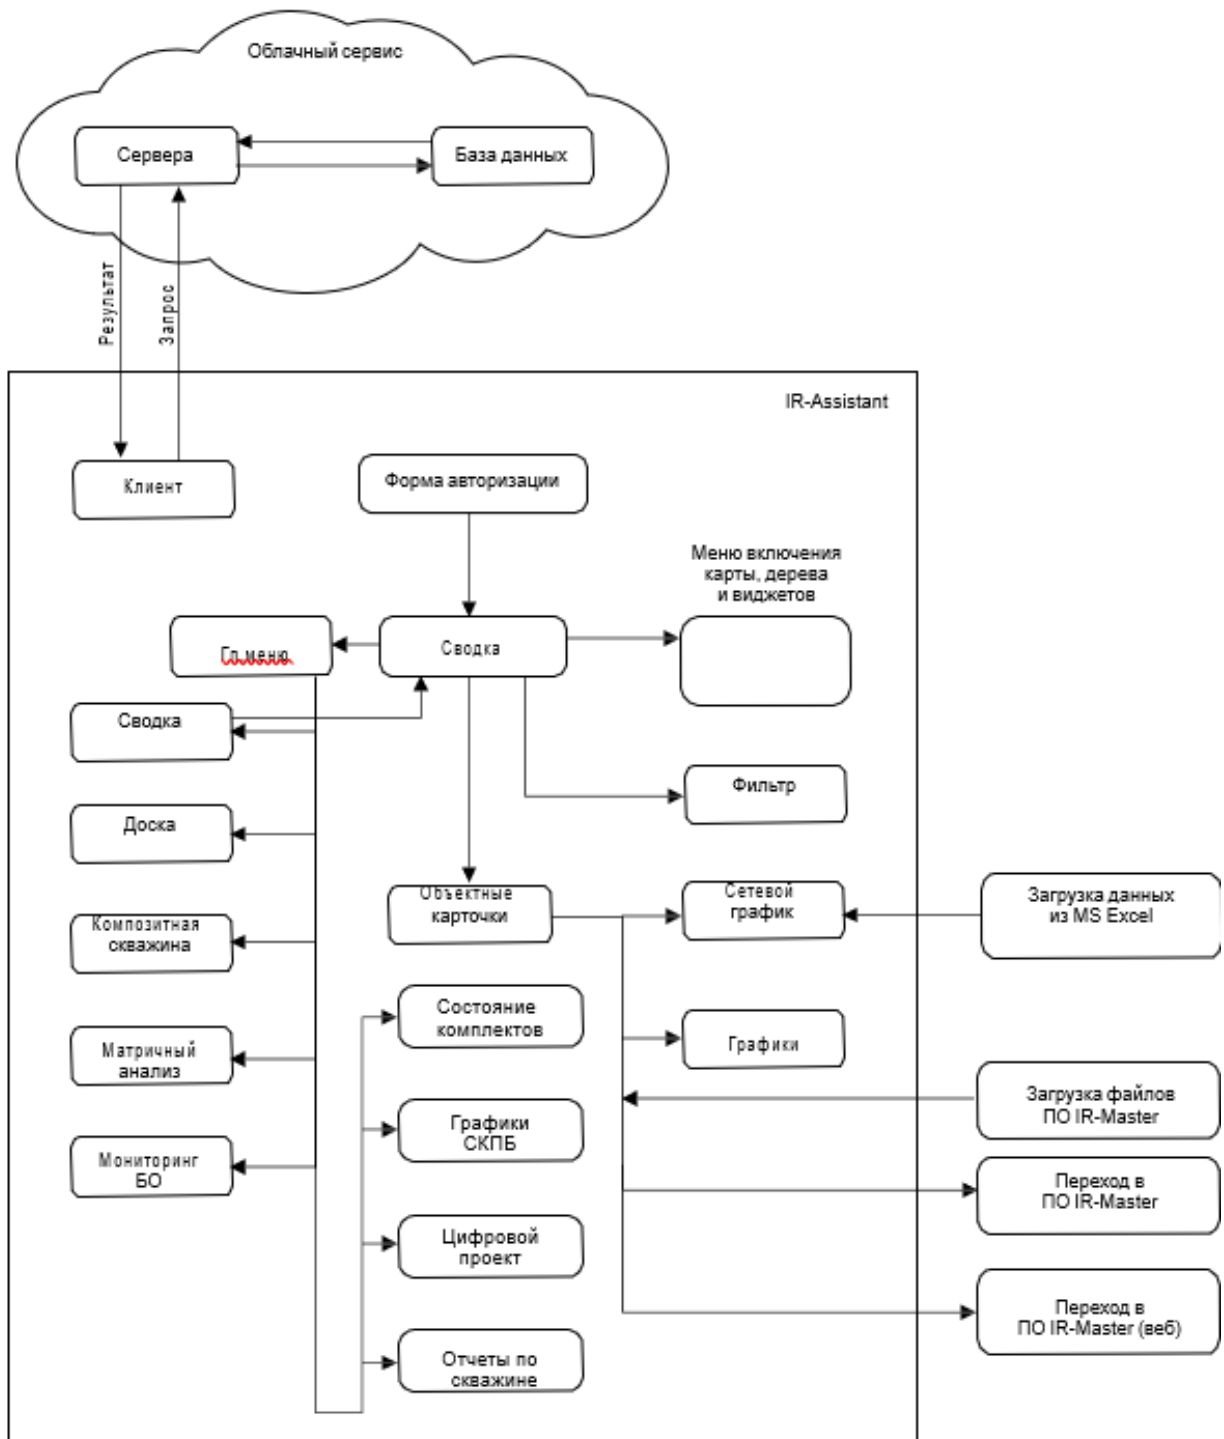 Облачный сервис
Сервера
База данных
Результат
Запрос
IR-Assistant
Клиент
Форма авторизации
Меню включения
карты, дерева
и виджетов
Гл.меню
Сводка
Сводка
Фильтр
Доска
Объектные
карточки
Сетевой
график
Загрузка данных
из MS Excel
Композитная
скважина
Состояние
комплектов
Графики
Матричный
анализ
Загрузка файлов
ПО IR-Master
Графики
СКПБ
Мониторинг
БО
Переход в
ПО IR-Master
Цифровой
проект
Переход в
ПО IR-Master (веб)
Отчеты по
скважине